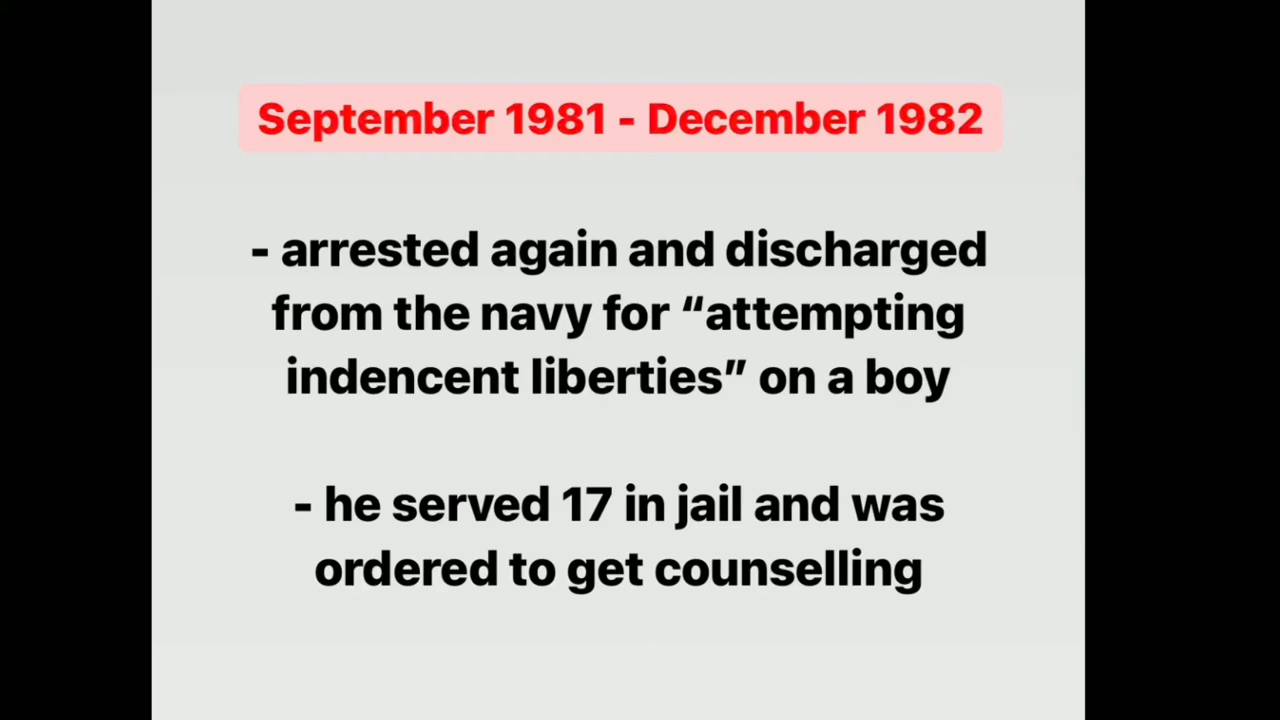 September 1981 - December 1982
- arrested again and discharged
from the navy for “attempting
indencent liberties” on a boy
- he served 17 in jail and was
ordered to get counselling